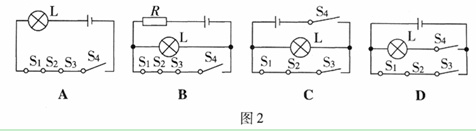 L
S₁ S₂ S₃ S₄
A
R
L
S₁ S₂ S₃ S₄
B
S₄
L
S₁ S₂ S₃
C
L S₄
S₁ S₂ S₃
D
图2